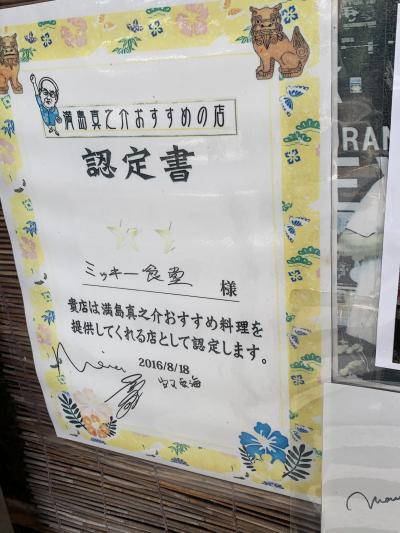 満島真之介おすすめの店
認定書
ミッキー食堂 様
貴店は満島真之介おすすめ料理を
提供してくれる店として認定します。
2016/8/18
RAN